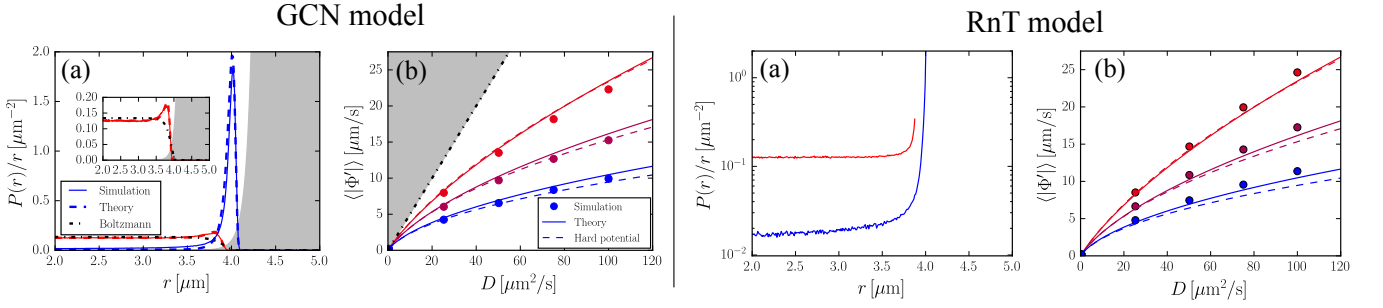 GCN model
RnT model
(a)
P(r)/r [μm⁻²]
2.0
1.5
1.0
0.5
0.0
0.20
0.15
0.10
0.05
0.00
2.0 2.5 3.0 3.5 4.0 4.5 5.0
Simulation
Theory
Boltzmann
2.0 2.5 3.0 3.5 4.0 4.5 5.0
r [μm]
(b)
⟨|Φ′|⟩ [μm/s]
25
20
15
10
5
0
Simulation
Theory
Hard potential
0 20 40 60 80 100 120
D [μm²/s]
(a)
P(r)/r [μm⁻²]
10⁰
10⁻¹
10⁻²
2.0 2.5 3.0 3.5 4.0 4.5 5.0
r [μm]
(b)
⟨|Φ′|⟩ [μm/s]
25
20
15
10
5
0
0 20 40 60 80 100 120
D [μm²/s]